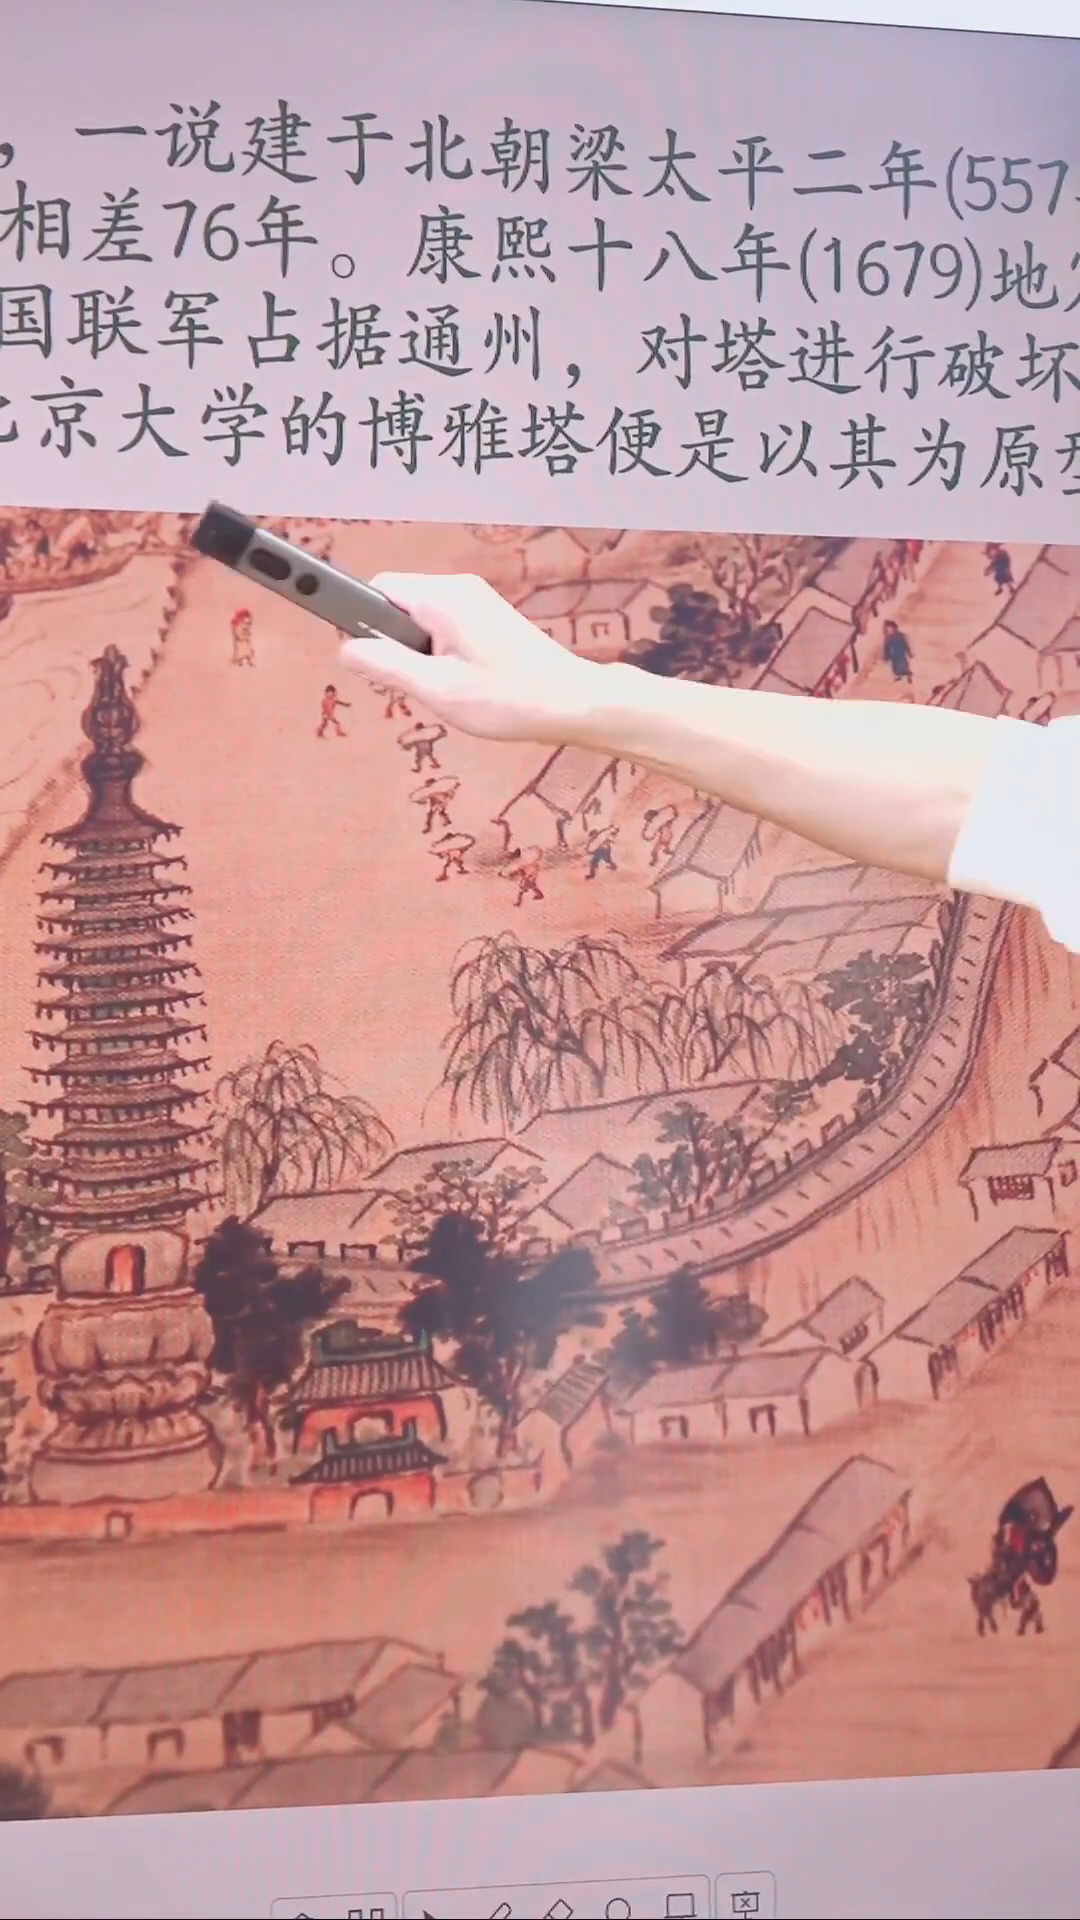 ，一说建于北朝梁太平二年(557
相差76年。康熙十八年(1679)地
国联军占据通州，对塔进行破坏
京大学的博雅塔便是以其为原